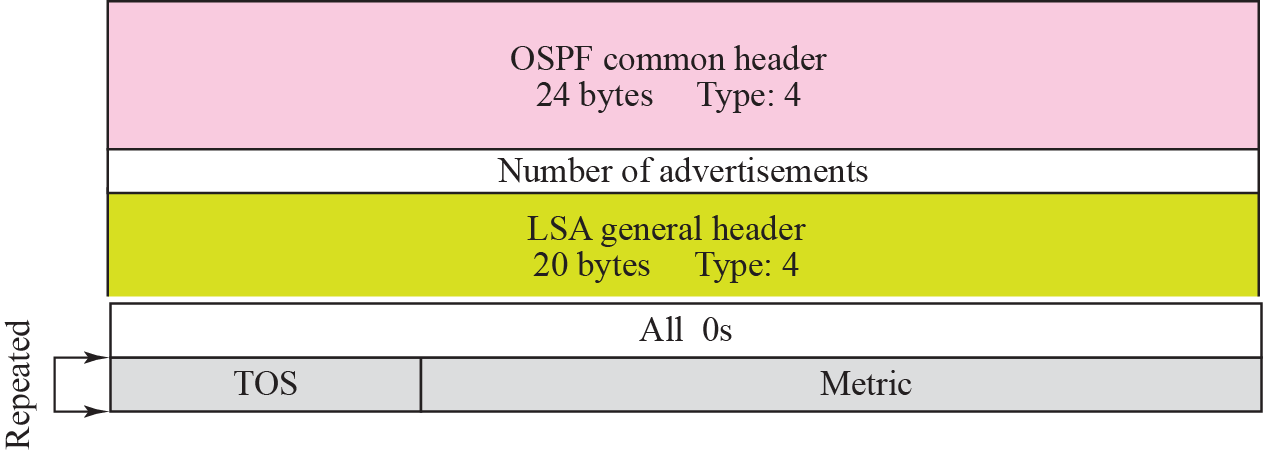 OSPF common header
24 bytes Type: 4
Number of advertisements
LSA general header
20 bytes Type: 4
All 0s
Repeated
TOS Metric